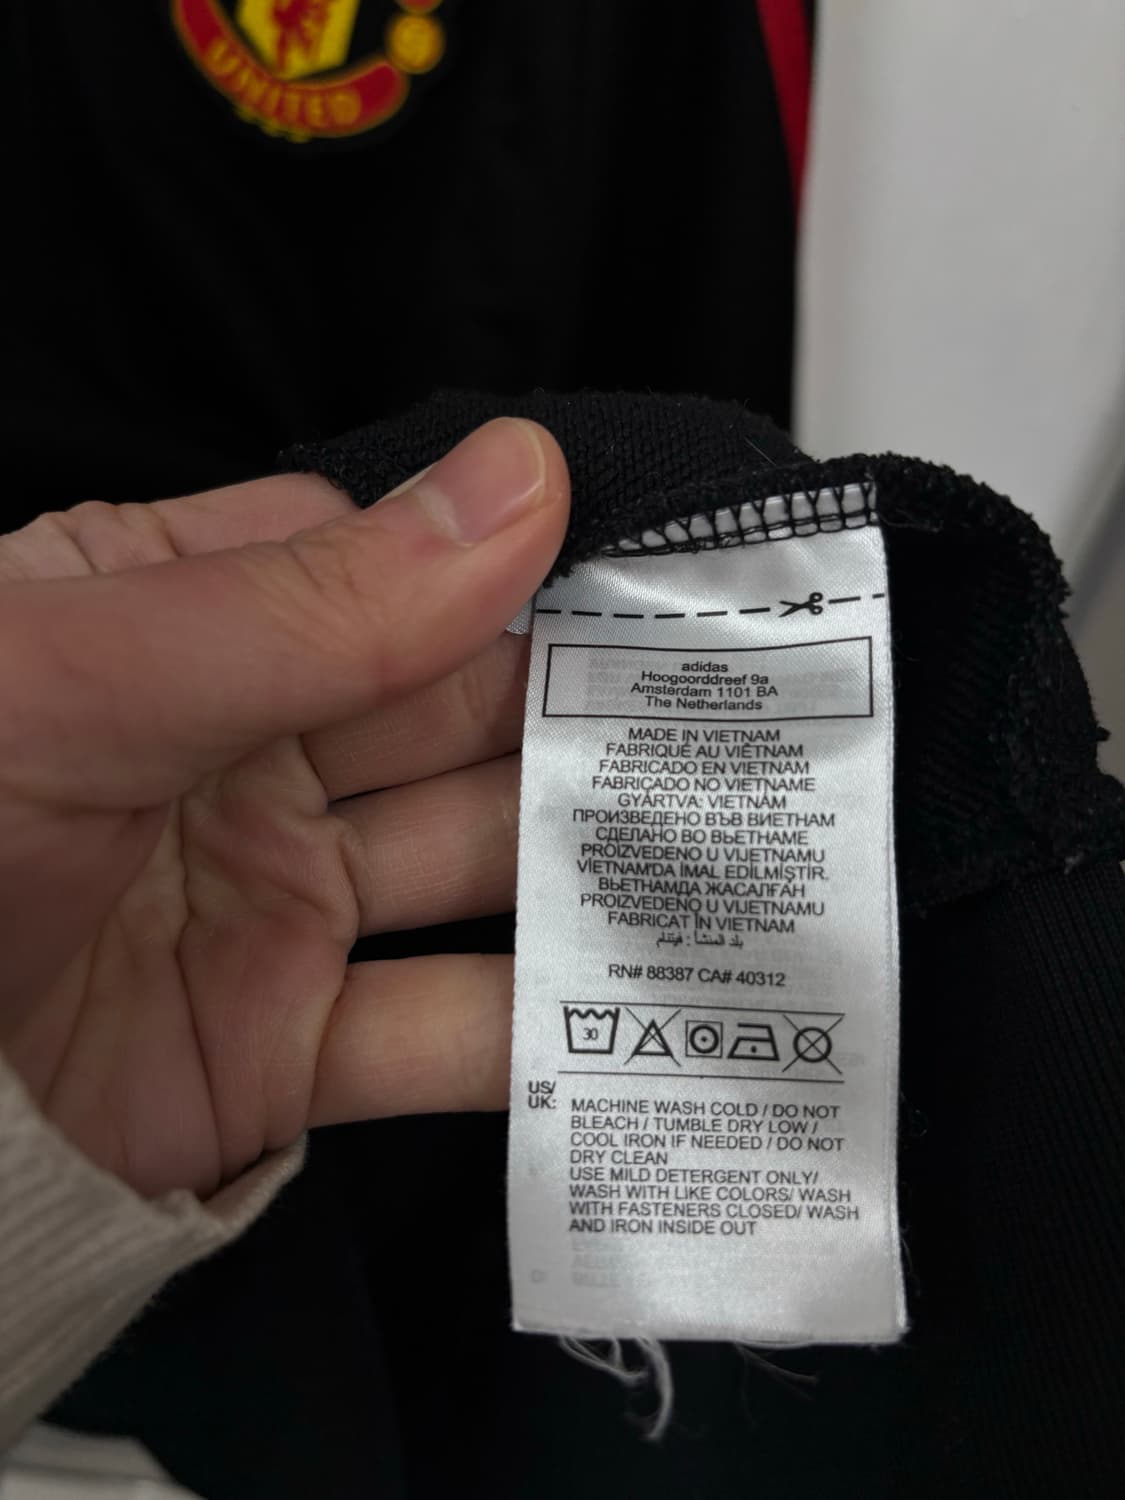 UNITED
adidas
Hoogoorddreef 9a
Amsterdam 1101 BA
The Netherlands
MADE IN VIETNAM
FABRIQUÉ AU VIÊTNAM
FABRICADO EN VIETNAM
FABRICADO NO VIETNAME
GYÁRTVA: VIETNÁM
ПРОИЗВЕДЕНО ВЪВ ВИЕТНАМ
СДЕЛАНО ВО ВЬЕТНАМЕ
PROIZVEDENO U VIJETNAMU
VİETNAM'DA İMAL EDİLMİŞTİR.
ВЬЕТНАМДА ЖАСАЛҒАН
PROIZVEDENO U VIJETNAMU
FABRICAT ÎN VIETNAM
بلد المنشأ : فيتنام
RN# 88387 CA# 40312
30
US/
UK:
MACHINE WASH COLD / DO NOT
BLEACH / TUMBLE DRY LOW /
COOL IRON IF NEEDED / DO NOT
DRY CLEAN
USE MILD DETERGENT ONLY/
WASH WITH LIKE COLORS/ WASH
WITH FASTENERS CLOSED/ WASH
AND IRON INSIDE OUT